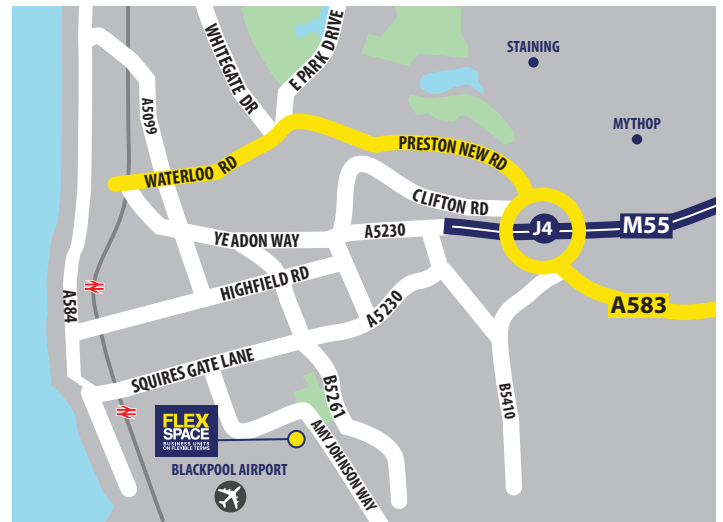 STAINING
MYTHOP
WHITEGATE DR
E PARK DRIVE
A5099
WATERLOO RD
PRESTON NEW RD
CLIFTON RD
YEADON WAY
A5230
J4
M55
HIGHFIELD RD
A584
A5230
A583
SQUIRES GATE LANE
B5261
B5410
FLEX
SPACE
BUSINESS UNITS
ON FLEXIBLE TERMS
AMY JOHNSON WAY
BLACKPOOL AIRPORT